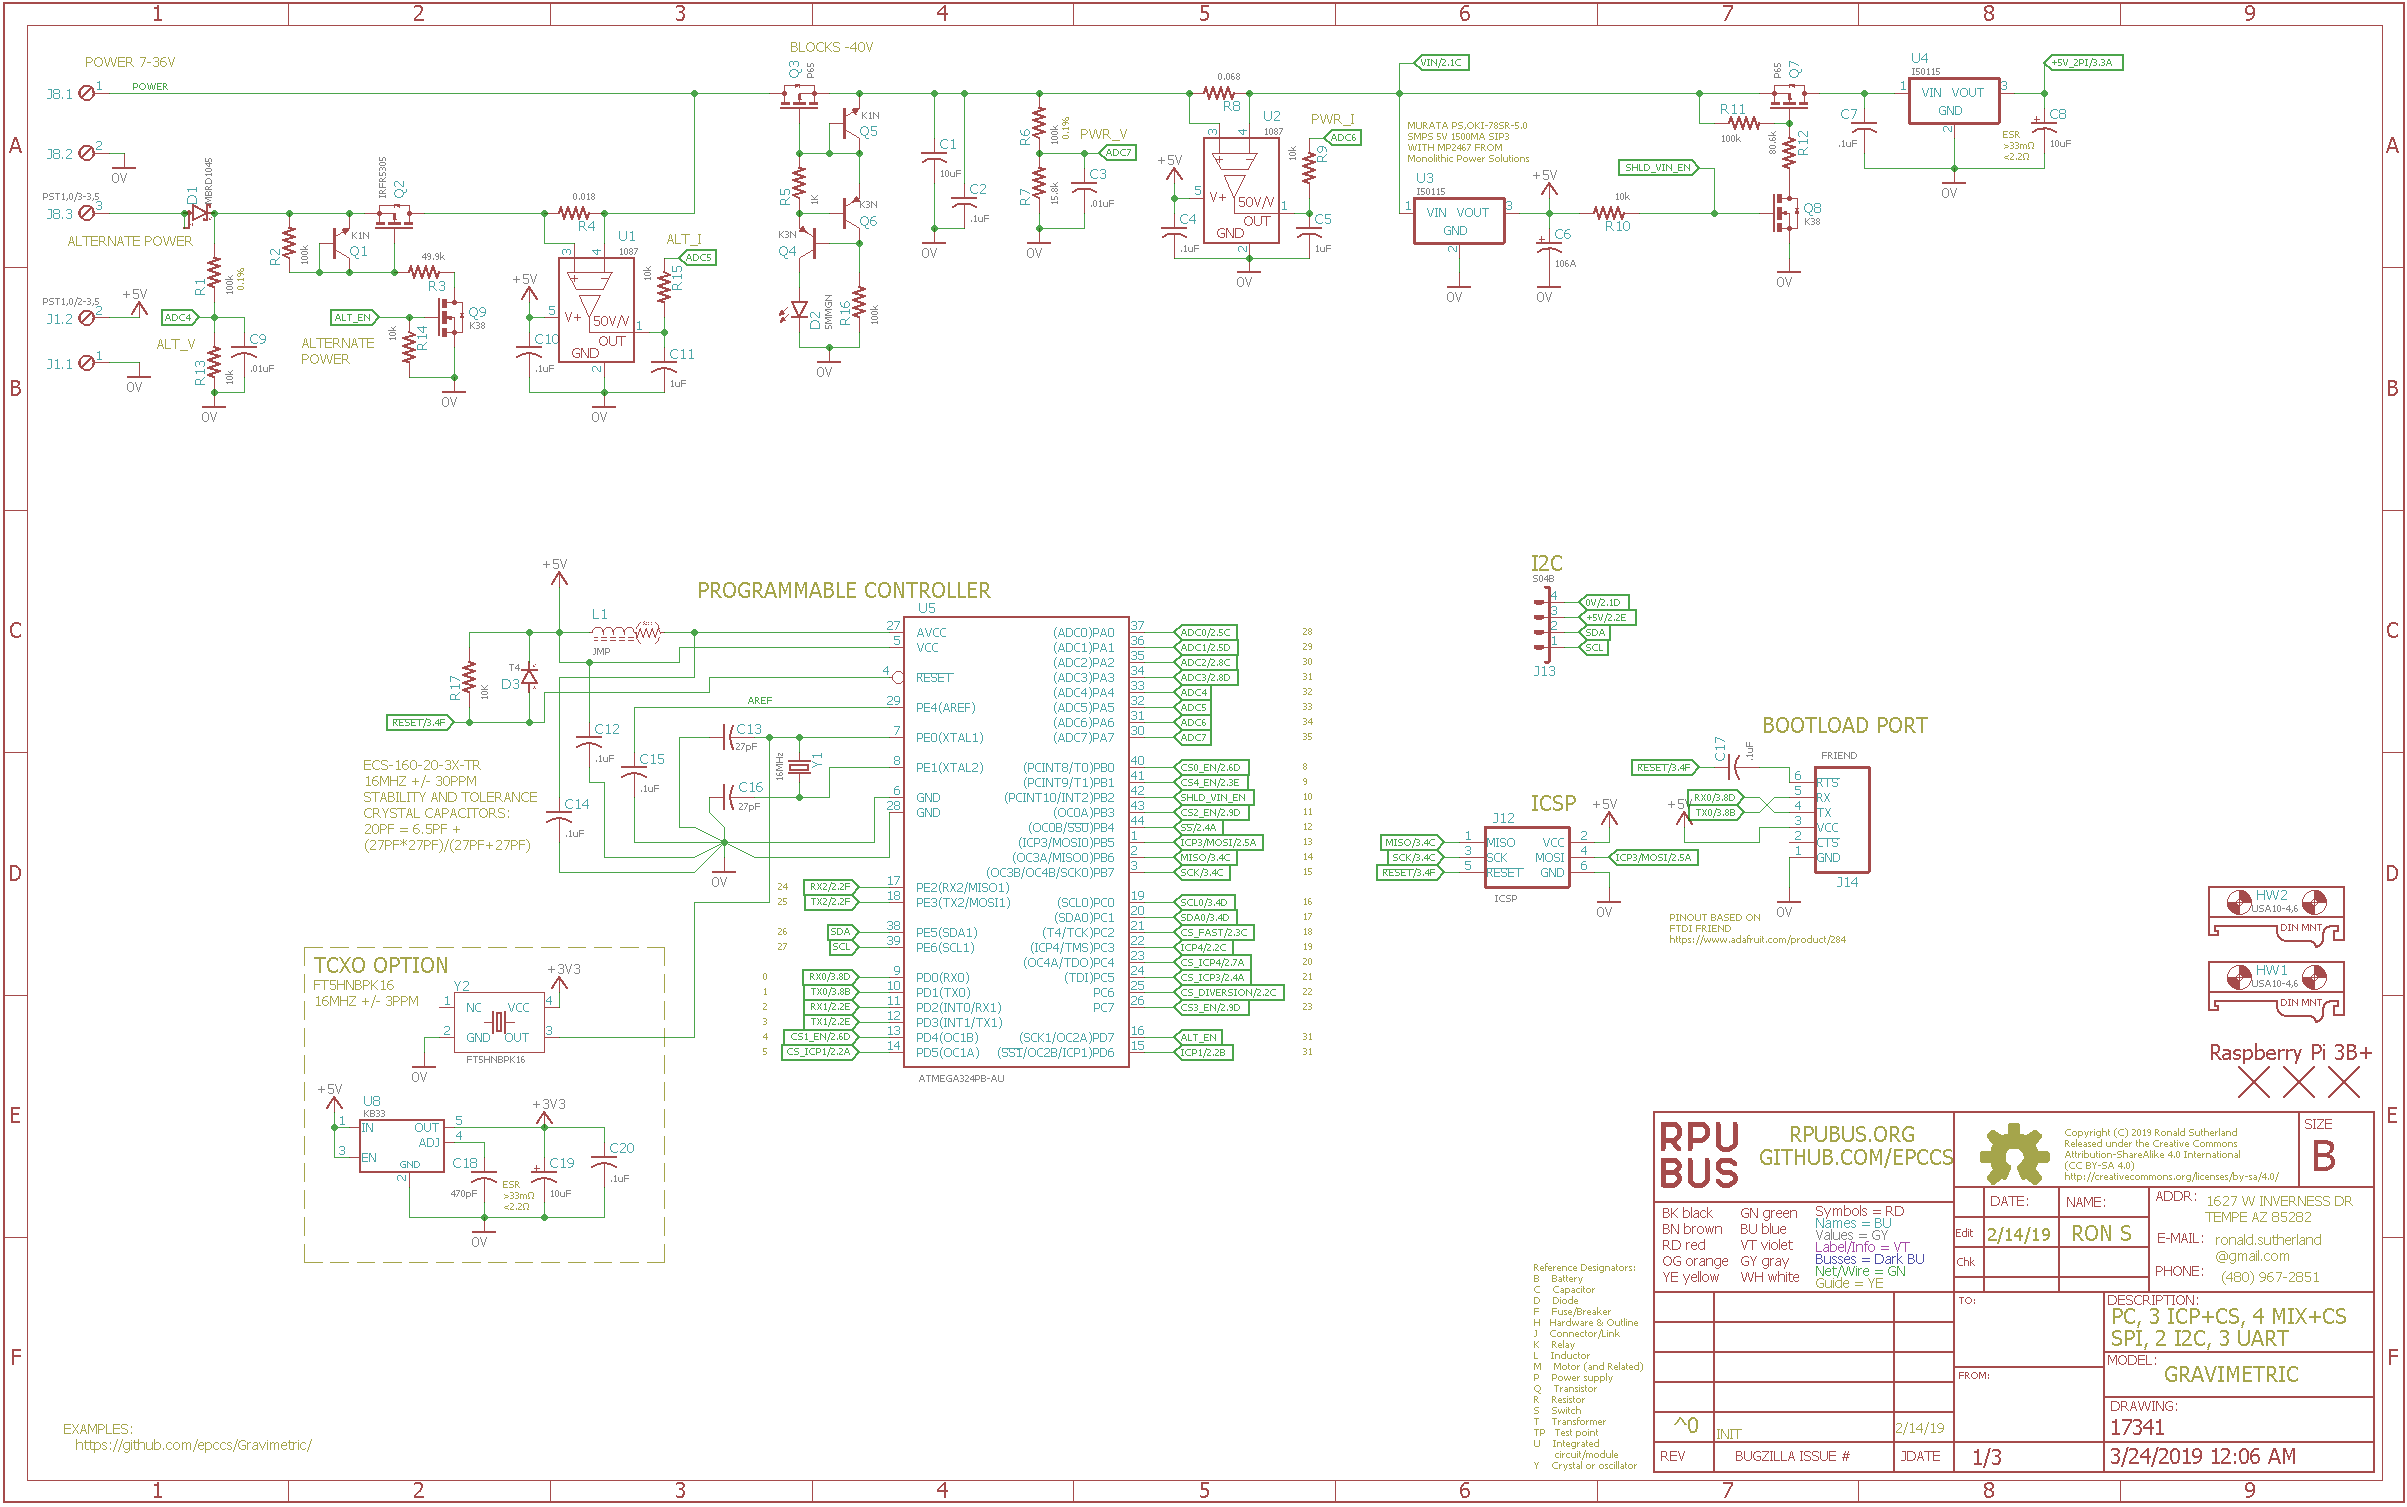 1 2 3 4 5 6 7 8 9
A
B
C
D
E
F
POWER 7-36V
J8.1 1 POWER
J8.2 2
0V
PST1,0/3-3,5
J8.3 3
ALTERNATE POWER
PST1,0/2-3,5
J1.2 2
+5V
J1.1 1
0V
D1
MBRD1045
R1
100k
0.1%
ADC4
ALT_V
R13
10k
C9
.01uF
0V
R2
100k
Q1
K1N
Q2
IRFR5305
49.9k
R3
ALT_EN
ALTERNATE
POWER
10k
R14
Q9
K38
0V
0.018
R4
U1
1087
3 4
V+
50V/V
OUT
GND
5
1
2
+5V
C10
.1uF
0V
ALT_I
ADC5
10k
R15
C11
1uF
BLOCKS -40V
Q3
P65
K1N
Q5
R5
1K
K3N
Q6
K3N
Q4
D2
5MMGN
R16
100k
0V
C1
10uF
C2
.1uF
0V
R6
100k
0.1%
PWR_V
ADC7
R7
15.8k
C3
.01uF
0V
0.068
R8
U2
1087
3 4
V+
50V/V
OUT
GND
5
1
2
+5V
C4
.1uF
0V
PWR_I
ADC6
10k
R9
C5
1uF
VIN/2.1C
MURATA PS,OKI-78SR-5.0
SMPS 5V 1500MA SIP3
WITH MP2467 FROM
Monolithic Power Solutions
U3
I50115
1 VIN VOUT 3
GND
2
0V
+5V
C6
106A
0V
10k
R10
SHLD_VIN_EN
R11
100k
P65
Q7
80.6k
R12
Q8
K38
0V
C7
.1uF
U4
I50115
1 VIN VOUT 3
GND
2
0V
+5V_2PI/3.3A
C8
10uF
ESR
>33mΩ
<2.2Ω
PROGRAMMABLE CONTROLLER
+5V
L1
JMP
R17
10K
T4
D3
RESET/3.4F
AREF
C12
.1uF
C15
.1uF
C14
.1uF
C13
27pF
C16
27pF
16MHz
Y1
0V
ECS-160-20-3X-TR
16MHZ +/- 30PPM
STABILITY AND TOLERANCE
CRYSTAL CAPACITORS:
20PF = 6.5PF +
(27PF*27PF)/(27PF+27PF)
U5
27 AVCC (ADC0)PA0 37 ADC0/2.5C 28
5 VCC (ADC1)PA1 36 ADC1/2.5D 29
(ADC2)PA2 35 ADC2/2.8C 30
4 RESET (ADC3)PA3 34 ADC3/2.8D 31
(ADC4)PA4 33 ADC4 32
29 PE4(AREF) (ADC5)PA5 32 ADC5 33
(ADC6)PA6 31 ADC6 34
7 PE0(XTAL1) (ADC7)PA7 30 ADC7 35
8 PE1(XTAL2) (PCINT8/T0)PB0 40 CS0_EN/2.6D 8
(PCINT9/T1)PB1 41 CS4_EN/2.3E 9
6 GND (PCINT10/INT2)PB2 42 SHLD_VIN_EN 10
28 GND (OC0A)PB3 43 CS2_EN/2.9D 11
(OC0B/SS0)PB4 44 SS/2.4A 12
(ICP3/MOSI0)PB5 1 ICP3/MOSI/2.5A 13
(OC3A/MISO0)PB6 2 MISO/3.4C 14
(OC3B/OC4B/SCK0)PB7 3 SCK/3.4C 15
24 RX2/2.2F 17 PE2(RX2/MISO1)
25 TX2/2.2F 18 PE3(TX2/MOSI1) (SCL0)PC0 19 SCL0/3.4D 16
(SDA0)PC1 20 SDA0/3.4D 17
26 SDA 38 PE5(SDA1) (T4/TCK)PC2 21 CS_FAST/2.3C 18
27 SCL 39 PE6(SCL1) (ICP4/TMS)PC3 22 ICP4/2.2C 19
(OC4A/TDO)PC4 23 CS_ICP4/2.7A 20
0 RX0/3.8D 9 PD0(RX0) (TDI)PC5 24 CS_ICP3/2.4A 21
1 TX0/3.8B 10 PD1(TX0) PC6 25 CS_DIVERSION/2.2C 22
2 RX1/2.2E 11 PD2(INT0/RX1) PC7 26 CS3_EN/2.9D 23
3 TX1/2.2E 12 PD3(INT1/TX1)
4 CS1_EN/2.6D 13 PD4(OC1B) (SCK1/OC2A)PD7 16 ALT_EN 31
5 CS_ICP1/2.2A 14 PD5(OC1A) (SS1/OC2B/ICP1)PD6 15 ICP1/2.2B 31
ATMEGA324PB-AU
I2C
S04B
4 0V/2.1D
3 +5V/2.2E
2 SDA
1 SCL
J13
ICSP
J12
MISO/3.4C 1 MISO VCC 2 +5V
SCK/3.4C 3 SCK MOSI 4 ICP3/MOSI/2.5A
RESET/3.4F 5 RESET GND 6
ICSP
0V
BOOTLOAD PORT
C17
.1uF
FRIEND
RESET/3.4F 6 RTS
RX0/3.8D 5 RX
+5V TX0/3.8B 4 TX
3 VCC
2 CTS
1 GND
J14
0V
PINOUT BASED ON
FTDI FRIEND
https://www.adafruit.com/product/284
TCXO OPTION
FT5HNBPK16
16MHZ +/- 3PPM
Y2
+3V3
1 NC VCC 4
2 GND OUT 3
FT5HNBPK16
0V
+5V
U8
KB33
1 IN OUT 5
ADJ 4
3 EN
GND
2
C18
470pF
ESR
>33mΩ
<2.2Ω
+3V3
C19
10uF
C20
.1uF
0V
HW2
USA10-4,6
DIN MNT
HW1
USA10-4,6
DIN MNT
Raspberry Pi 3B+
RPU
BUS
RPUBUS.ORG
GITHUB.COM/EPCCS
Copyright (C) 2019 Ronald Sutherland
Released under the Creative Commons
Attribution-ShareAlike 4.0 International
(CC BY-SA 4.0)
http://creativecommons.org/licenses/by-sa/4.0/
SIZE
B
BK black GN green
BN brown BU blue
RD red VT violet
OG orange GY gray
YE yellow WH white
Symbols = RD
Names = BU
Values = GY
Label/Info = VT
Busses = Dark BU
Net/Wire = GN
Guide = YE
DATE: NAME:
Edit 2/14/19 RON S
Chk
ADDR: 1627 W INVERNESS DR
TEMPE AZ 85282
E-MAIL: ronald.sutherland
@gmail.com
PHONE: (480) 967-2851
TO:
FROM:
DESCRIPTION:
PC, 3 ICP+CS, 4 MIX+CS
SPI, 2 I2C, 3 UART
MODEL:
GRAVIMETRIC
DRAWING:
17341
^0 INIT 2/14/19
REV BUGZILLA ISSUE # JDATE 1/3 3/24/2019 12:06 AM
Reference Designators:
B Battery
C Capacitor
D Diode
F Fuse/Breaker
H Hardware & Outline
J Connector/Link
K Relay
L Inductor
M Motor (and Related)
P Power supply
Q Transistor
R Resistor
S Switch
T Transformer
TP Test point
U Integrated
circuit/module
Y Crystal or oscillator
EXAMPLES:
https://github.com/epccs/Gravimetric/
1 2 3 4 5 6 7 8 9
A
B
C
D
E
F